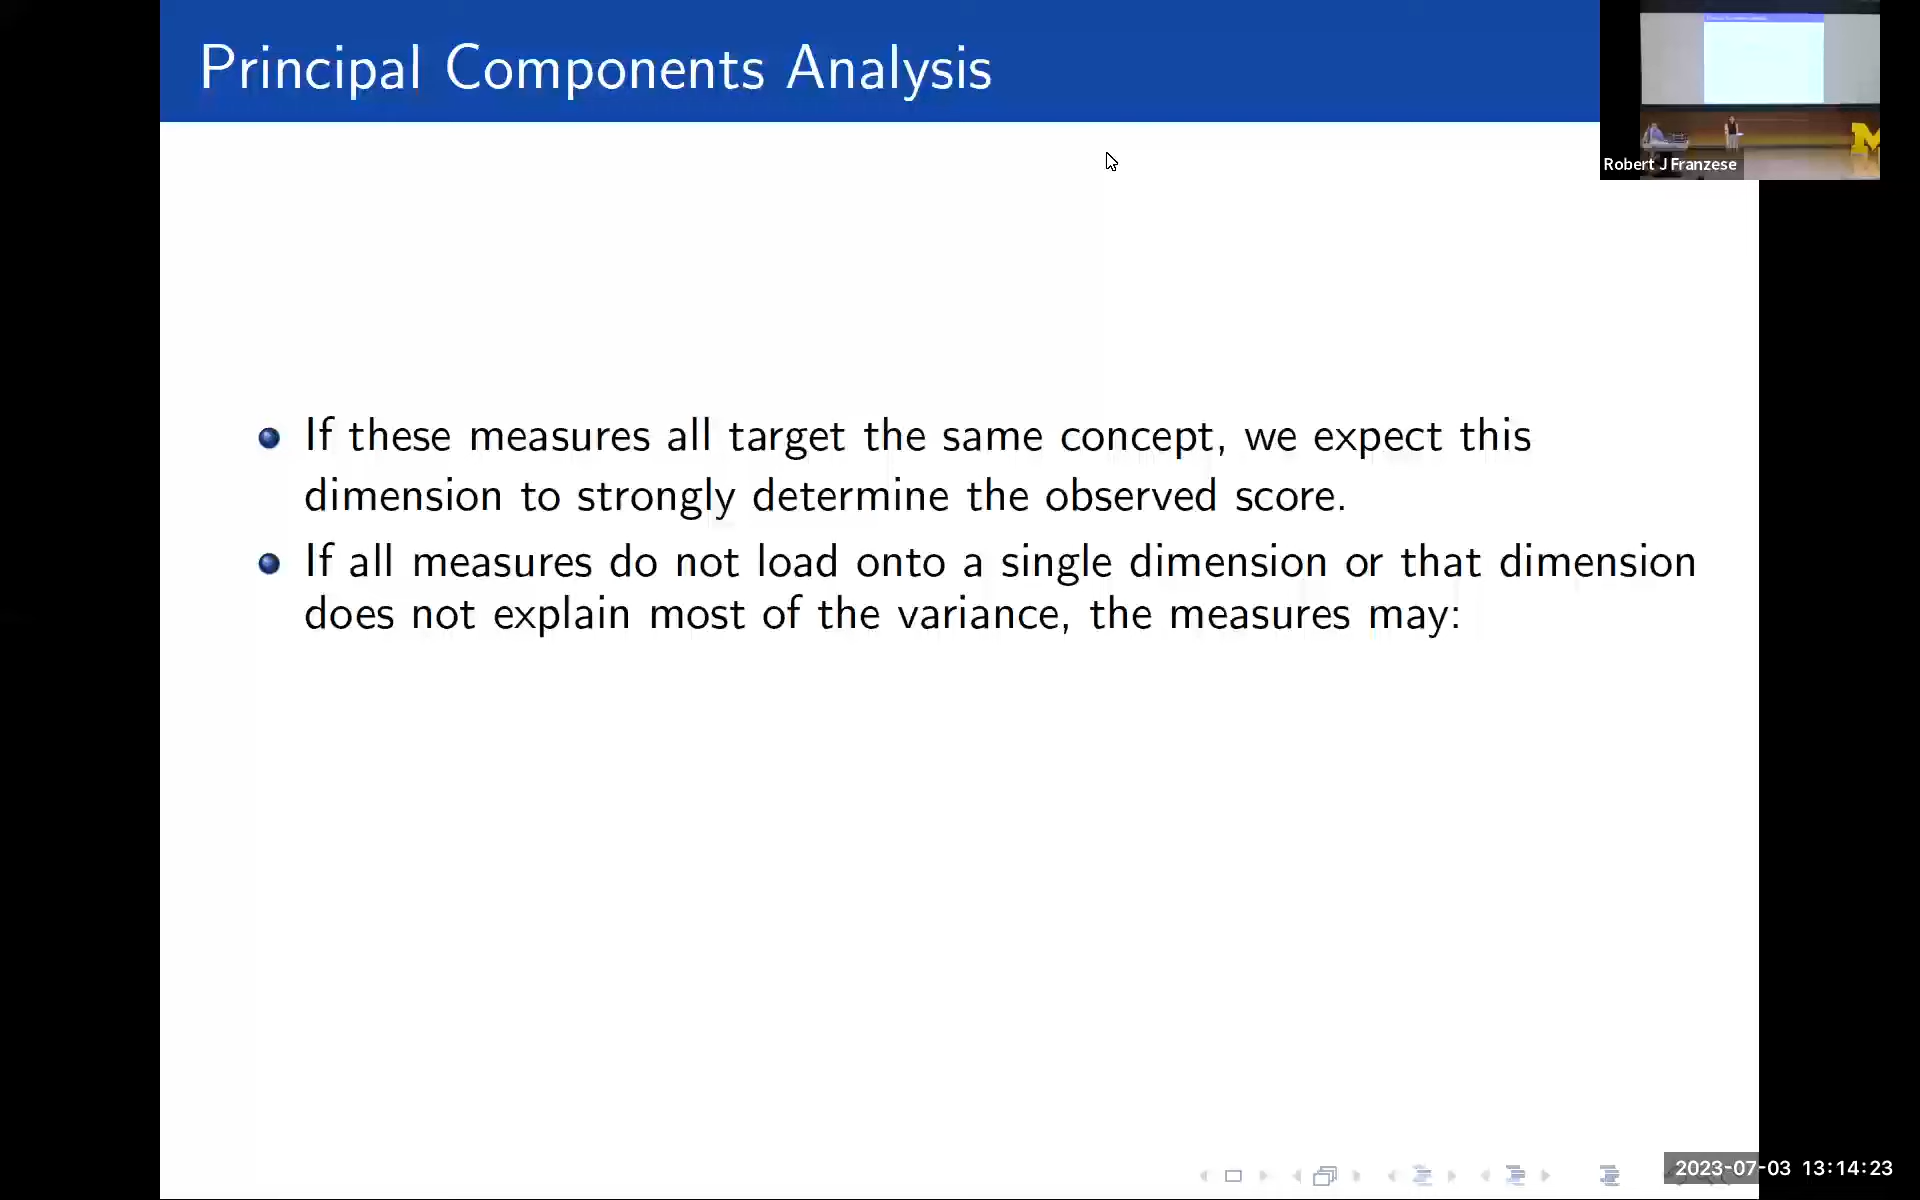 Principal Components Analysis
Robert J Franzese
If these measures all target the same concept, we expect this
dimension to strongly determine the observed score.
If all measures do not load onto a single dimension or that dimension
does not explain most of the variance, the measures may:
2023-07-03 13:14:23